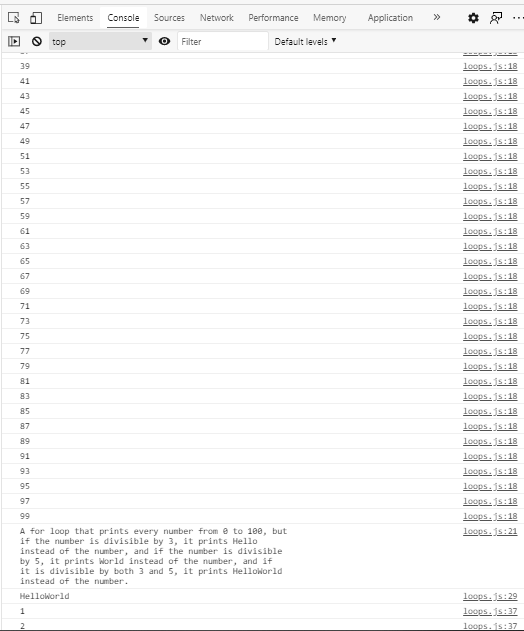 Elements Console Sources Network Performance Memory Application »
top Filter Default levels
loops.js:18
39 loops.js:18
41 loops.js:18
43 loops.js:18
45 loops.js:18
47 loops.js:18
49 loops.js:18
51 loops.js:18
53 loops.js:18
55 loops.js:18
57 loops.js:18
59 loops.js:18
61 loops.js:18
63 loops.js:18
65 loops.js:18
67 loops.js:18
69 loops.js:18
71 loops.js:18
73 loops.js:18
75 loops.js:18
77 loops.js:18
79 loops.js:18
81 loops.js:18
83 loops.js:18
85 loops.js:18
87 loops.js:18
89 loops.js:18
91 loops.js:18
93 loops.js:18
95 loops.js:18
97 loops.js:18
99 loops.js:18
A for loop that prints every number from 0 to 100, but loops.js:21
if the number is divisible by 3, it prints Hello
instead of the number, and if the number is divisible
by 5, it prints World instead of the number, and if
it is divisible by both 3 and 5, it prints HelloWorld
instead of the number.
HelloWorld loops.js:29
1 loops.js:37
2 loops.js:37